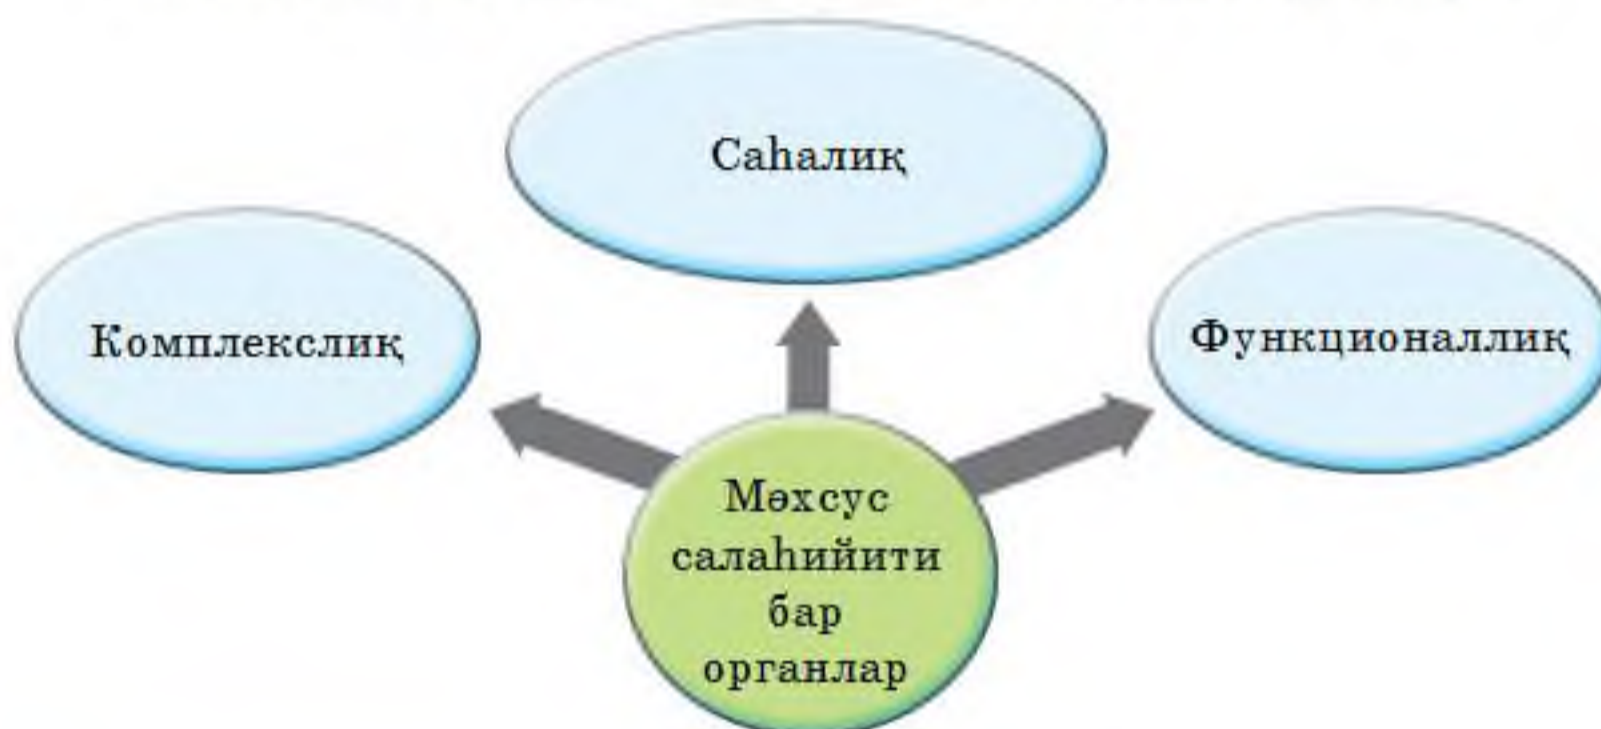 Саһалиқ
Комплекслиқ
Функционаллиқ
Мәхсус
салаһийити
бар
органлар